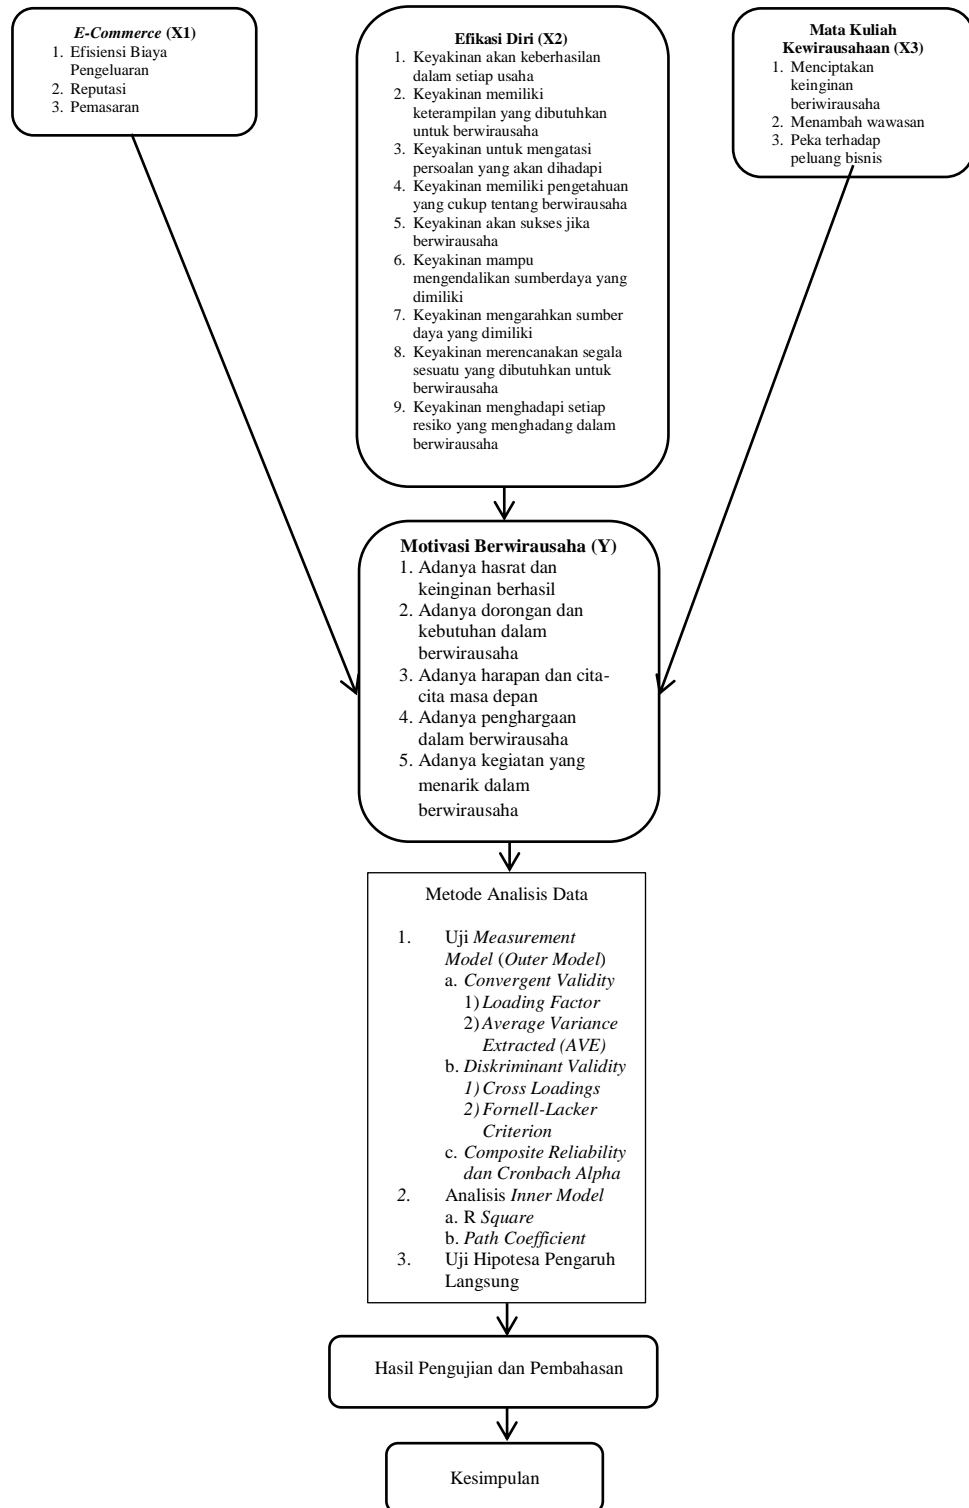 E-Commerce (X1)
1. Efisiensi Biaya
Pengeluaran
2. Reputasi
3. Pemasaran
Efikasi Diri (X2)
1. Keyakinan akan keberhasilan
dalam setiap usaha
2. Keyakinan memiliki
keterampilan yang dibutuhkan
untuk berwirausaha
3. Keyakinan untuk mengatasi
persoalan yang akan dihadapi
4. Keyakinan memiliki pengetahuan
yang cukup tentang berwirausaha
5. Keyakinan akan sukses jika
berwirausaha
6. Keyakinan mampu
mengendalikan sumberdaya yang
dimiliki
7. Keyakinan mengarahkan sumber
daya yang dimiliki
8. Keyakinan merencanakan segala
sesuatu yang dibutuhkan untuk
berwirausaha
9. Keyakinan menghadapi setiap
resiko yang menghadang dalam
berwirausaha
Mata Kuliah
Kewirausahaan (X3)
1. Menciptakan
keinginan
beriwirausaha
2. Menambah wawasan
3. Peka terhadap
peluang bisnis
Motivasi Berwirausaha (Y)
1. Adanya hasrat dan
keinginan berhasil
2. Adanya dorongan dan
kebutuhan dalam
berwirausaha
3. Adanya harapan dan cita-
cita masa depan
4. Adanya penghargaan
dalam berwirausaha
5. Adanya kegiatan yang
menarik dalam
berwirausaha
Metode Analisis Data
1. Uji Measurement
Model (Outer Model)
a. Convergent Validity
1) Loading Factor
2) Average Variance
Extracted (AVE)
b. Diskriminant Validity
1) Cross Loadings
2) Fornell-Lacker
Criterion
c. Composite Reliability
dan Cronbach Alpha
2. Analisis Inner Model
a. R Square
b. Path Coefficient
3. Uji Hipotesa Pengaruh
Langsung
Hasil Pengujian dan Pembahasan
Kesimpulan